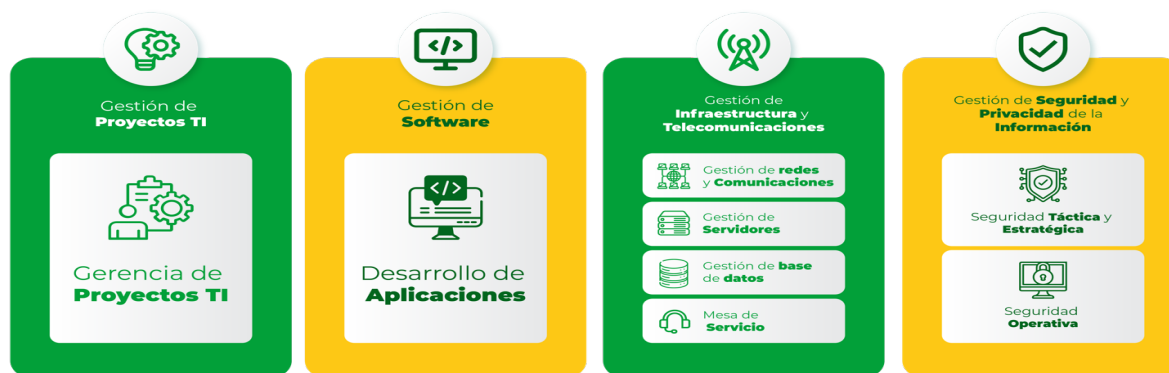 Gestión de
Proyectos TI
Gerencia de
Proyectos TI
Gestión de
Software
</>
</>
Desarrollo de
Aplicaciones
Gestión de
Infraestructura y
Telecomunicaciones
Gestión de redes
y Comunicaciones
Gestión de
Servidores
Gestión de base
de datos
Mesa de
Servicio
Gestión de Seguridad y
Privacidad de la
Información
Seguridad Táctica y
Estratégica
Seguridad
Operativa